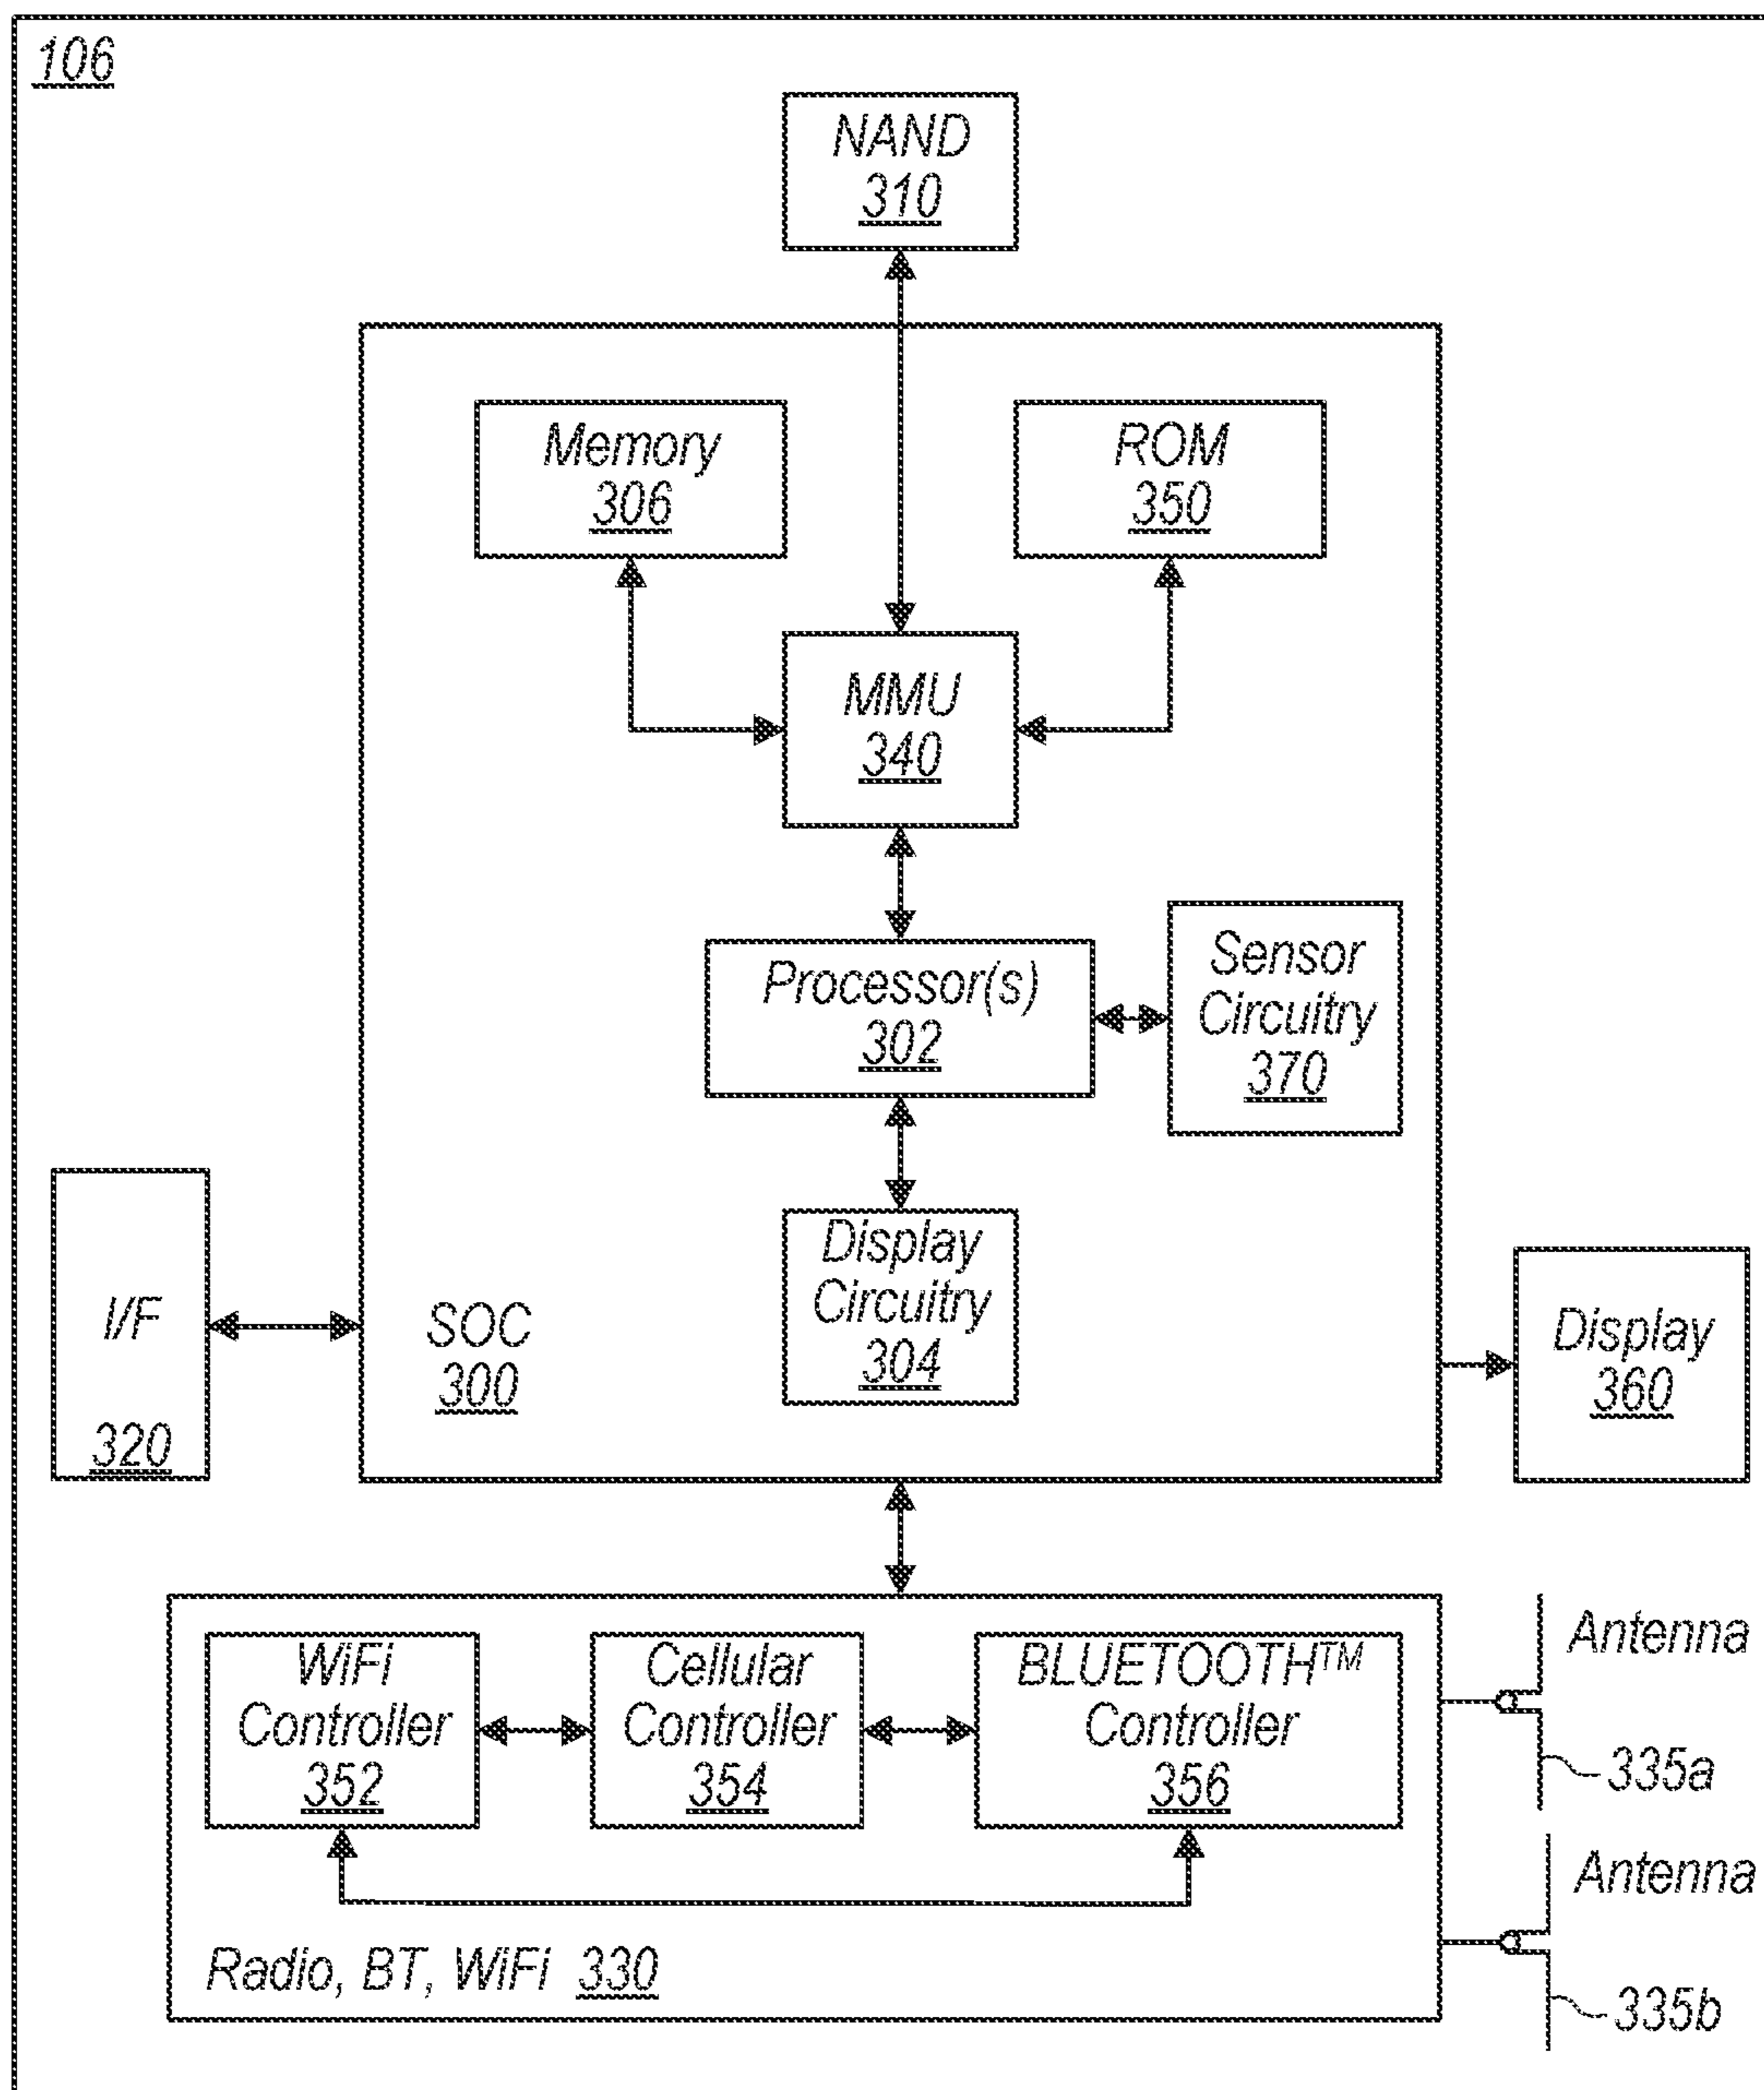 106
NAND
310
Memory
306
ROM
350
MMU
340
Processor(s)
302
Sensor
Circuitry
370
Display
Circuitry
304
I/F
320
SOC
300
Display
360
WiFi
Controller
352
Cellular
Controller
354
BLUETOOTH™
Controller
356
Radio, BT, WiFi 330
Antenna
335a
Antenna
335b